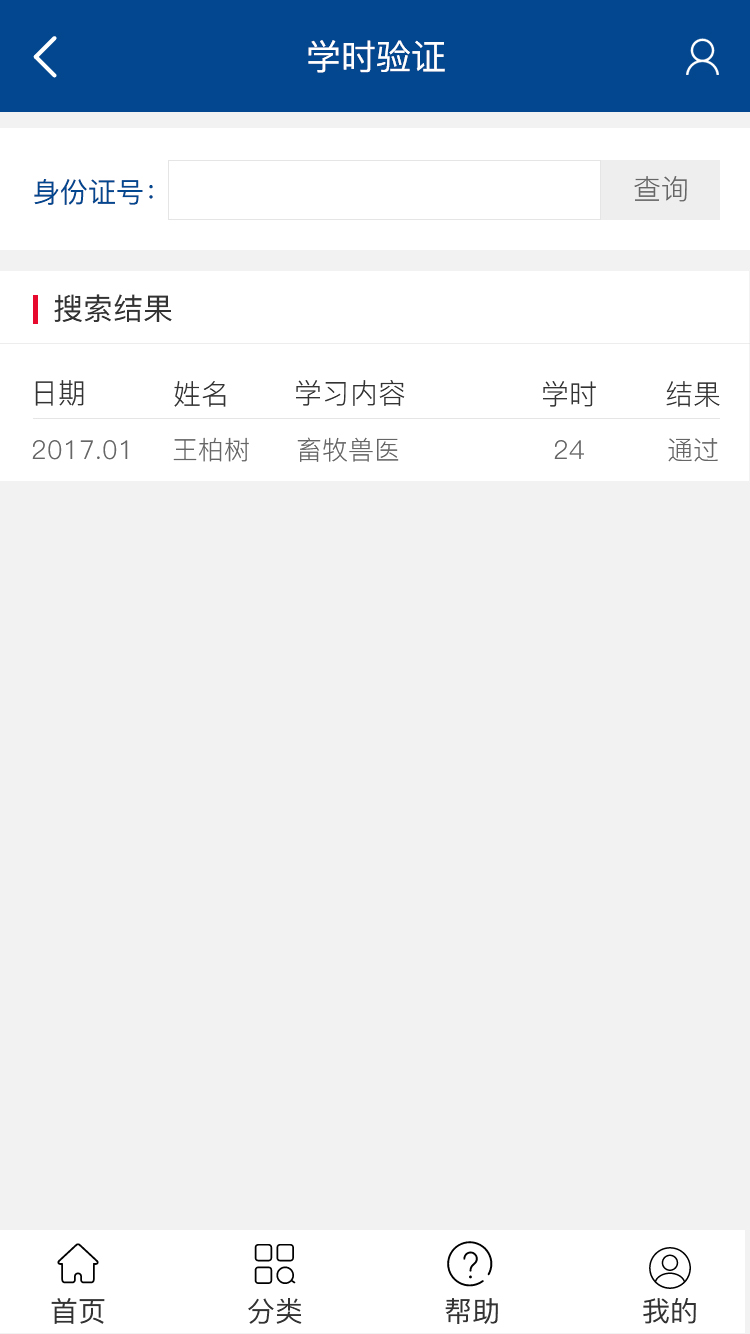 学时验证
身份证号： 查询
搜索结果
日期 姓名 学习内容 学时 结果
2017.01 王柏树 畜牧兽医 24 通过
首页 分类 帮助 我的